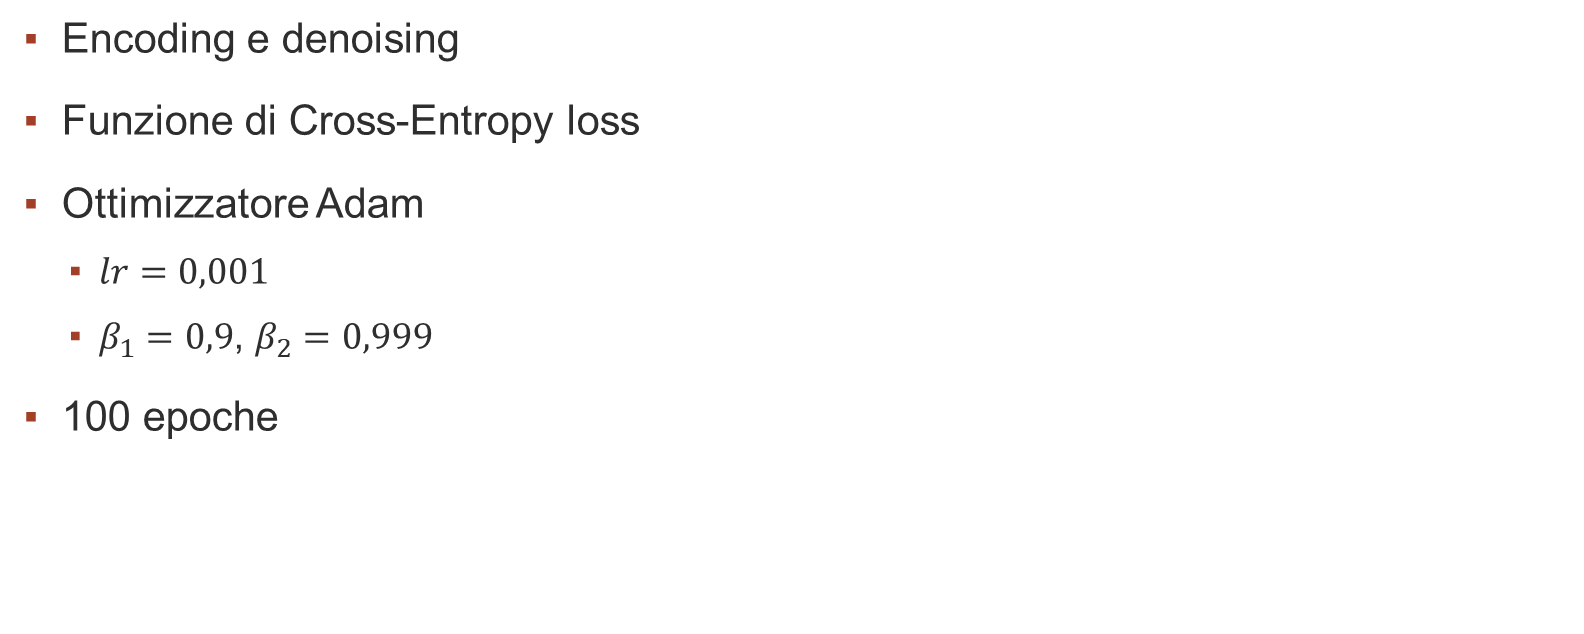 ▪ Encoding e denoising
▪ Funzione di Cross-Entropy loss
▪ Ottimizzatore Adam
▪ 𝑙𝑟 = 0,001
▪ 𝛽₁ = 0,9, 𝛽₂ = 0,999
▪ 100 epoche